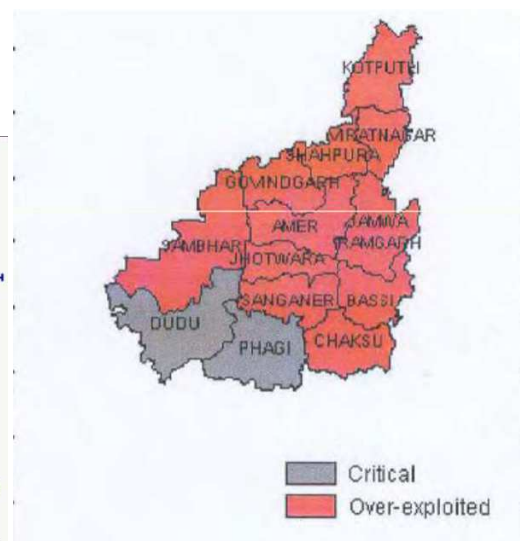 KOTPUTLI
VIRATNAGAR
SHAHPURA
GOVINDGARH
AMER
JAMWA
RAMGARH
SAMBHAR
JHOTWARA
SANGANER
BASSI
DUDU
PHAGI
CHAKSU
Critical
Over-exploited